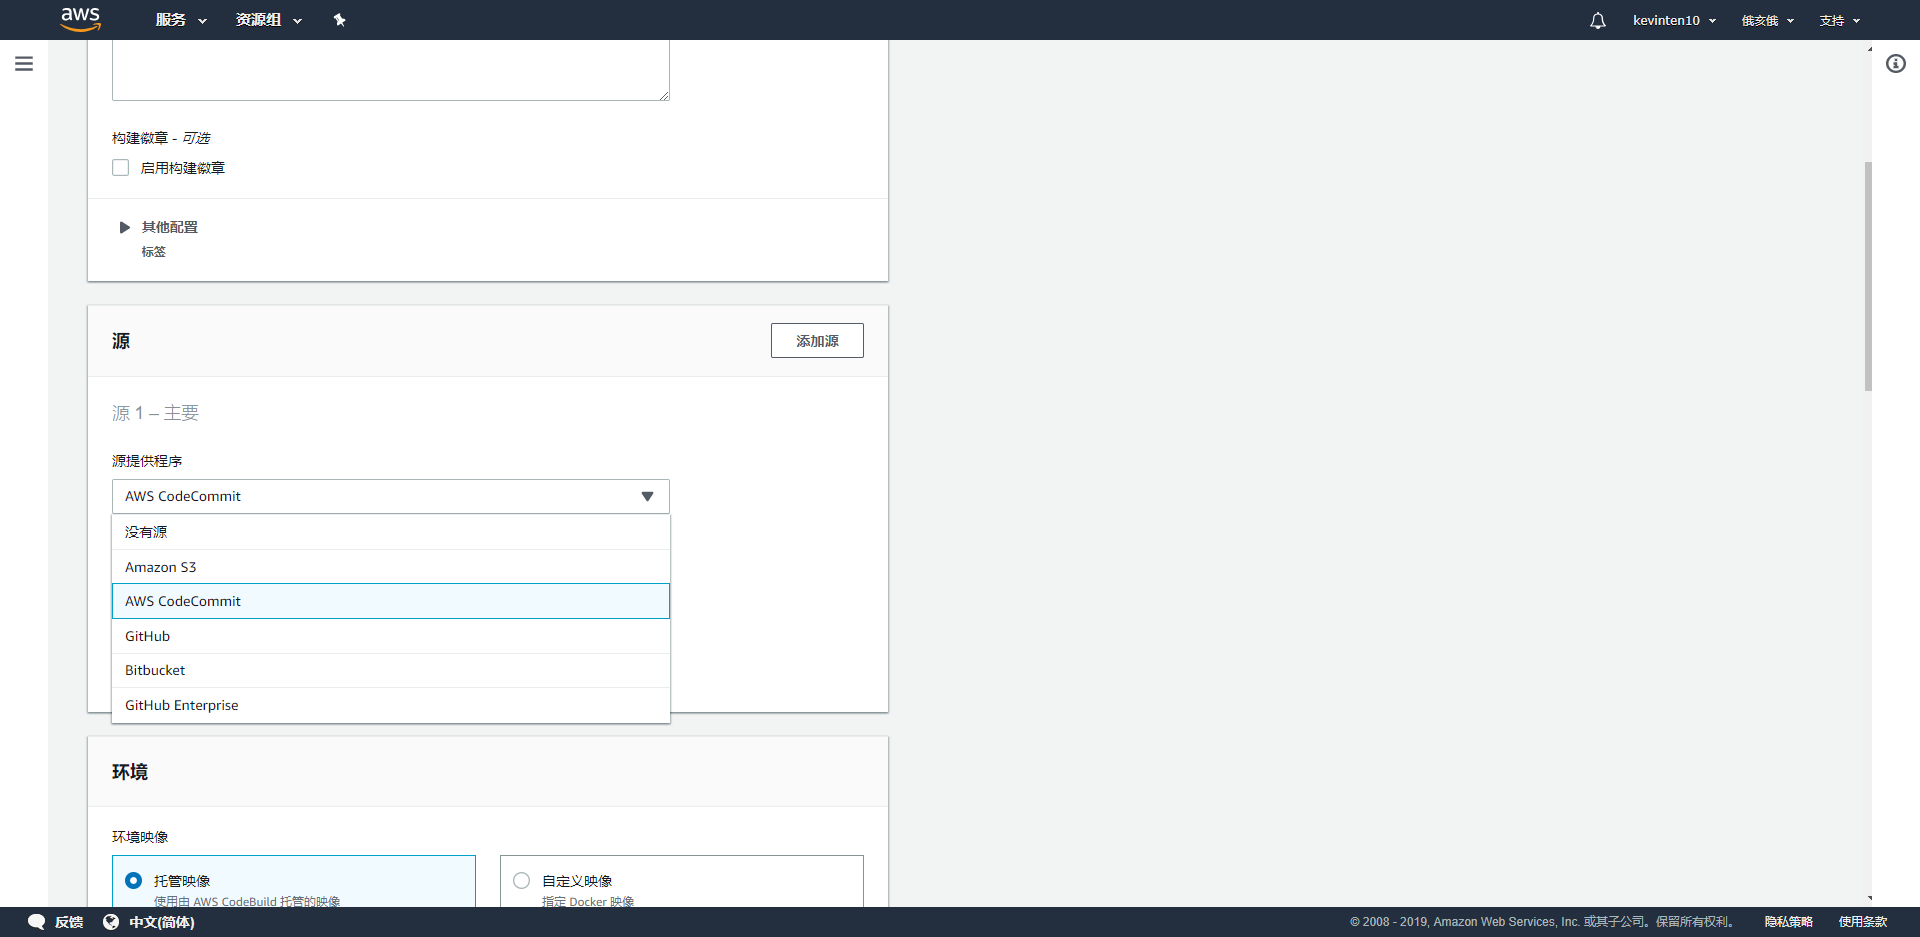 aws 服务 资源组 kevinten10 俄亥俄 支持
构建徽章 - 可选
启用构建徽章
其他配置
标签
源 添加源
源 1 – 主要
源提供程序
AWS CodeCommit
没有源
Amazon S3
AWS CodeCommit
GitHub
Bitbucket
GitHub Enterprise
环境
环境映像
托管映像 自定义映像
使用由 AWS CodeBuild 托管的映像 指定 Docker 映像
反馈 中文(简体) © 2008 - 2019, Amazon Web Services, Inc. 或其子公司。保留所有权利。 隐私策略 使用条款